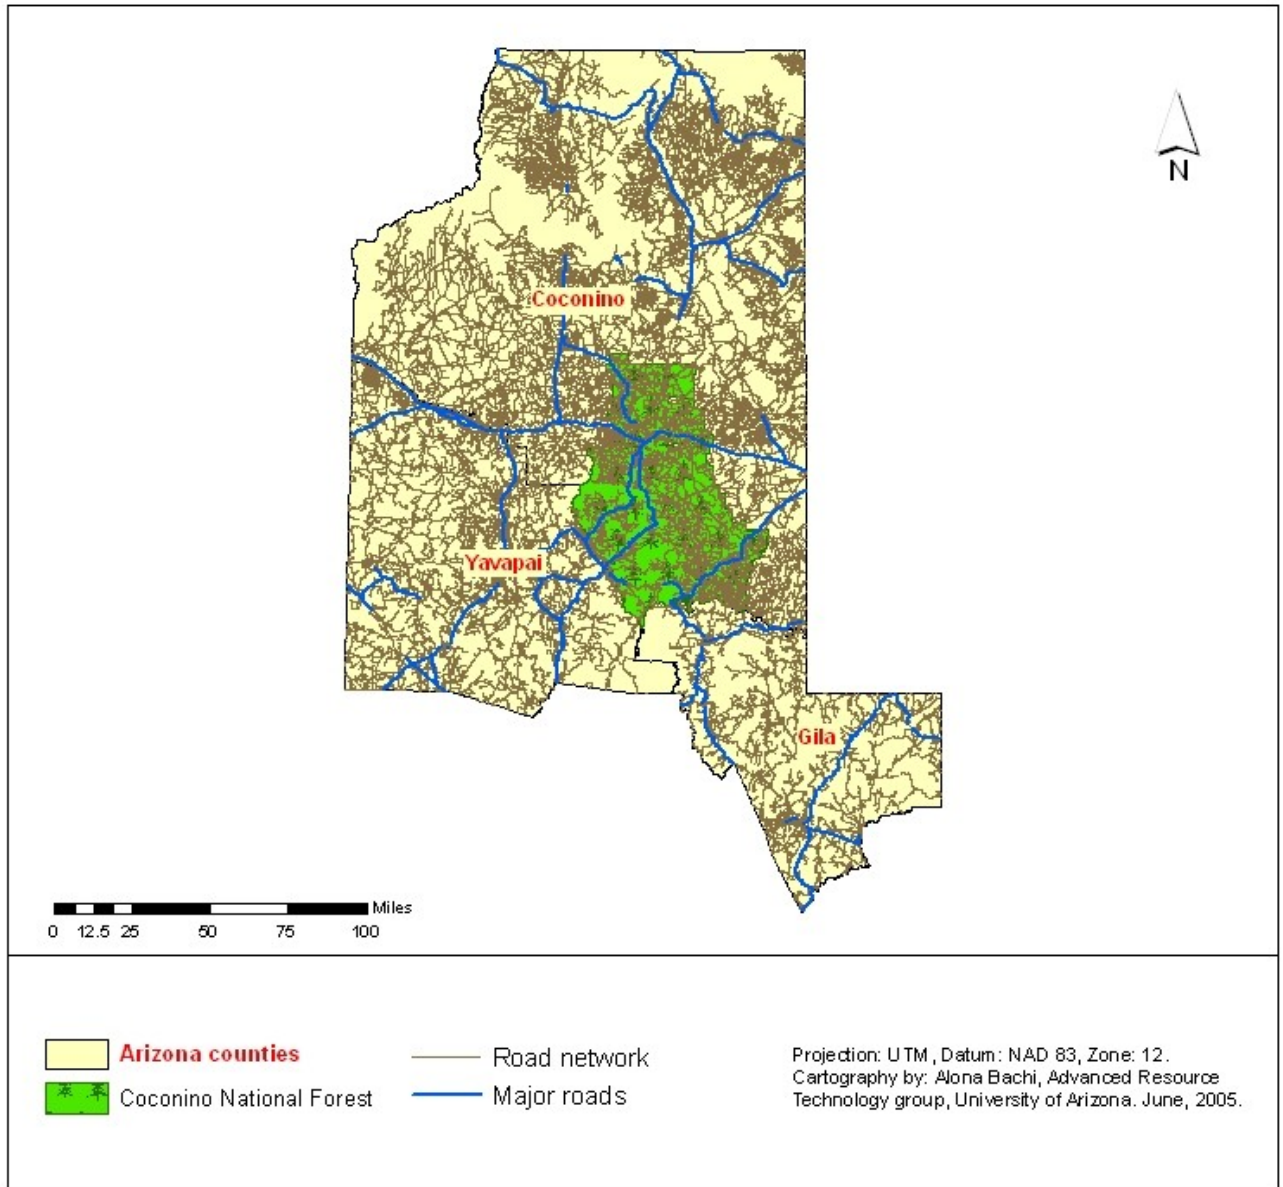 N
Coconino
Yavapai
Gila
Miles
0 12.5 25 50 75 100
Arizona counties
Coconino National Forest
Road network
Major roads
Projection: UTM, Datum: NAD 83, Zone: 12.
Cartography by: Alona Bachi, Advanced Resource
Technology group, University of Arizona. June, 2005.